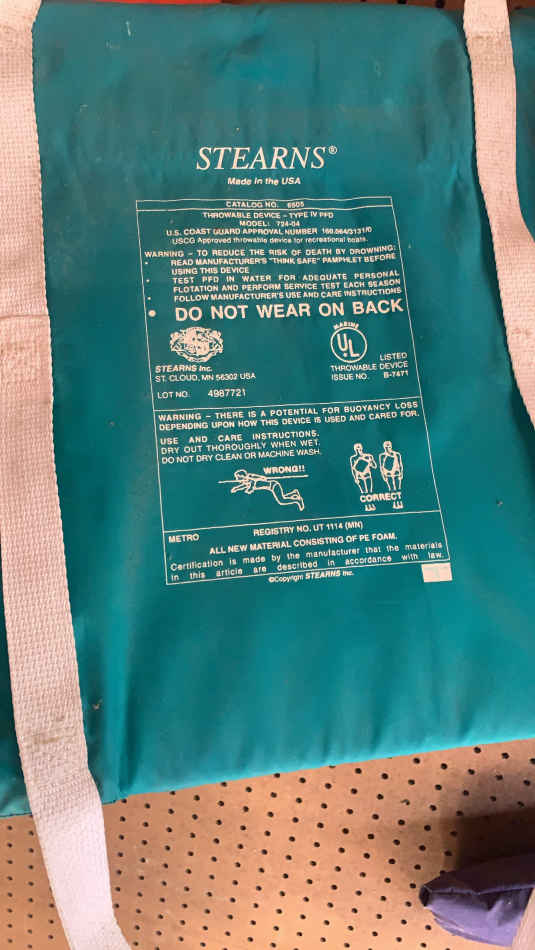 STEARNS®
Made in the USA
CATALOG NO. 6505
THROWABLE DEVICE – TYPE IV PFD
MODEL: 724-04
U.S. COAST GUARD APPROVAL NUMBER 160.064/3131/0
USCG Approved throwable device for recreational boats.
WARNING – TO REDUCE THE RISK OF DEATH BY DROWNING:
• READ MANUFACTURER'S "THINK SAFE" PAMPHLET BEFORE
USING THIS DEVICE
• TEST PFD IN WATER FOR ADEQUATE PERSONAL
FLOTATION AND PERFORM SERVICE TEST EACH SEASON
• FOLLOW MANUFACTURER'S USE AND CARE INSTRUCTIONS
• DO NOT WEAR ON BACK
MARINE
UL
STEARNS Inc.
ST. CLOUD, MN 56302 USA
LISTED
THROWABLE DEVICE
ISSUE NO. B-7471
LOT NO. 4987721
WARNING – THERE IS A POTENTIAL FOR BUOYANCY LOSS
DEPENDING UPON HOW THIS DEVICE IS USED AND CARED FOR.
USE AND CARE INSTRUCTIONS.
DRY OUT THOROUGHLY WHEN WET.
DO NOT DRY CLEAN OR MACHINE WASH.
WRONG!!
CORRECT
METRO
REGISTRY NO. UT 1114 (MN)
ALL NEW MATERIAL CONSISTING OF PE FOAM.
Certification is made by the manufacturer that the materials
in this article are described in accordance with law.
©Copyright STEARNS Inc.